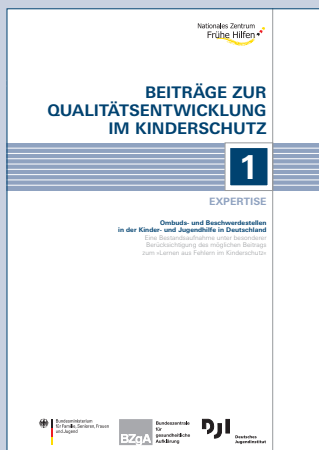 Nationales Zentrum
Frühe Hilfen
BEITRÄGE ZUR
QUALITÄTSENTWICKLUNG
IM KINDERSCHUTZ
1
EXPERTISE
Ombuds- und Beschwerdestellen
in der Kinder- und Jugendhilfe in Deutschland
Eine Bestandsaufnahme unter besonderer
Berücksichtigung des möglichen Beitrags
zum »Lernen aus Fehlern im Kinderschutz«
Bundesministerium
für Familie, Senioren, Frauen
und Jugend
BZgA
Bundeszentrale
für
gesundheitliche
Aufklärung
DJI
Deutsches
Jugendinstitut